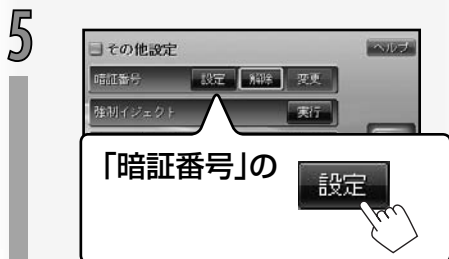 5
その他設定
ヘルプ
暗証番号 設定 解除 変更
強制イジェクト 実行
「暗証番号」の 設定